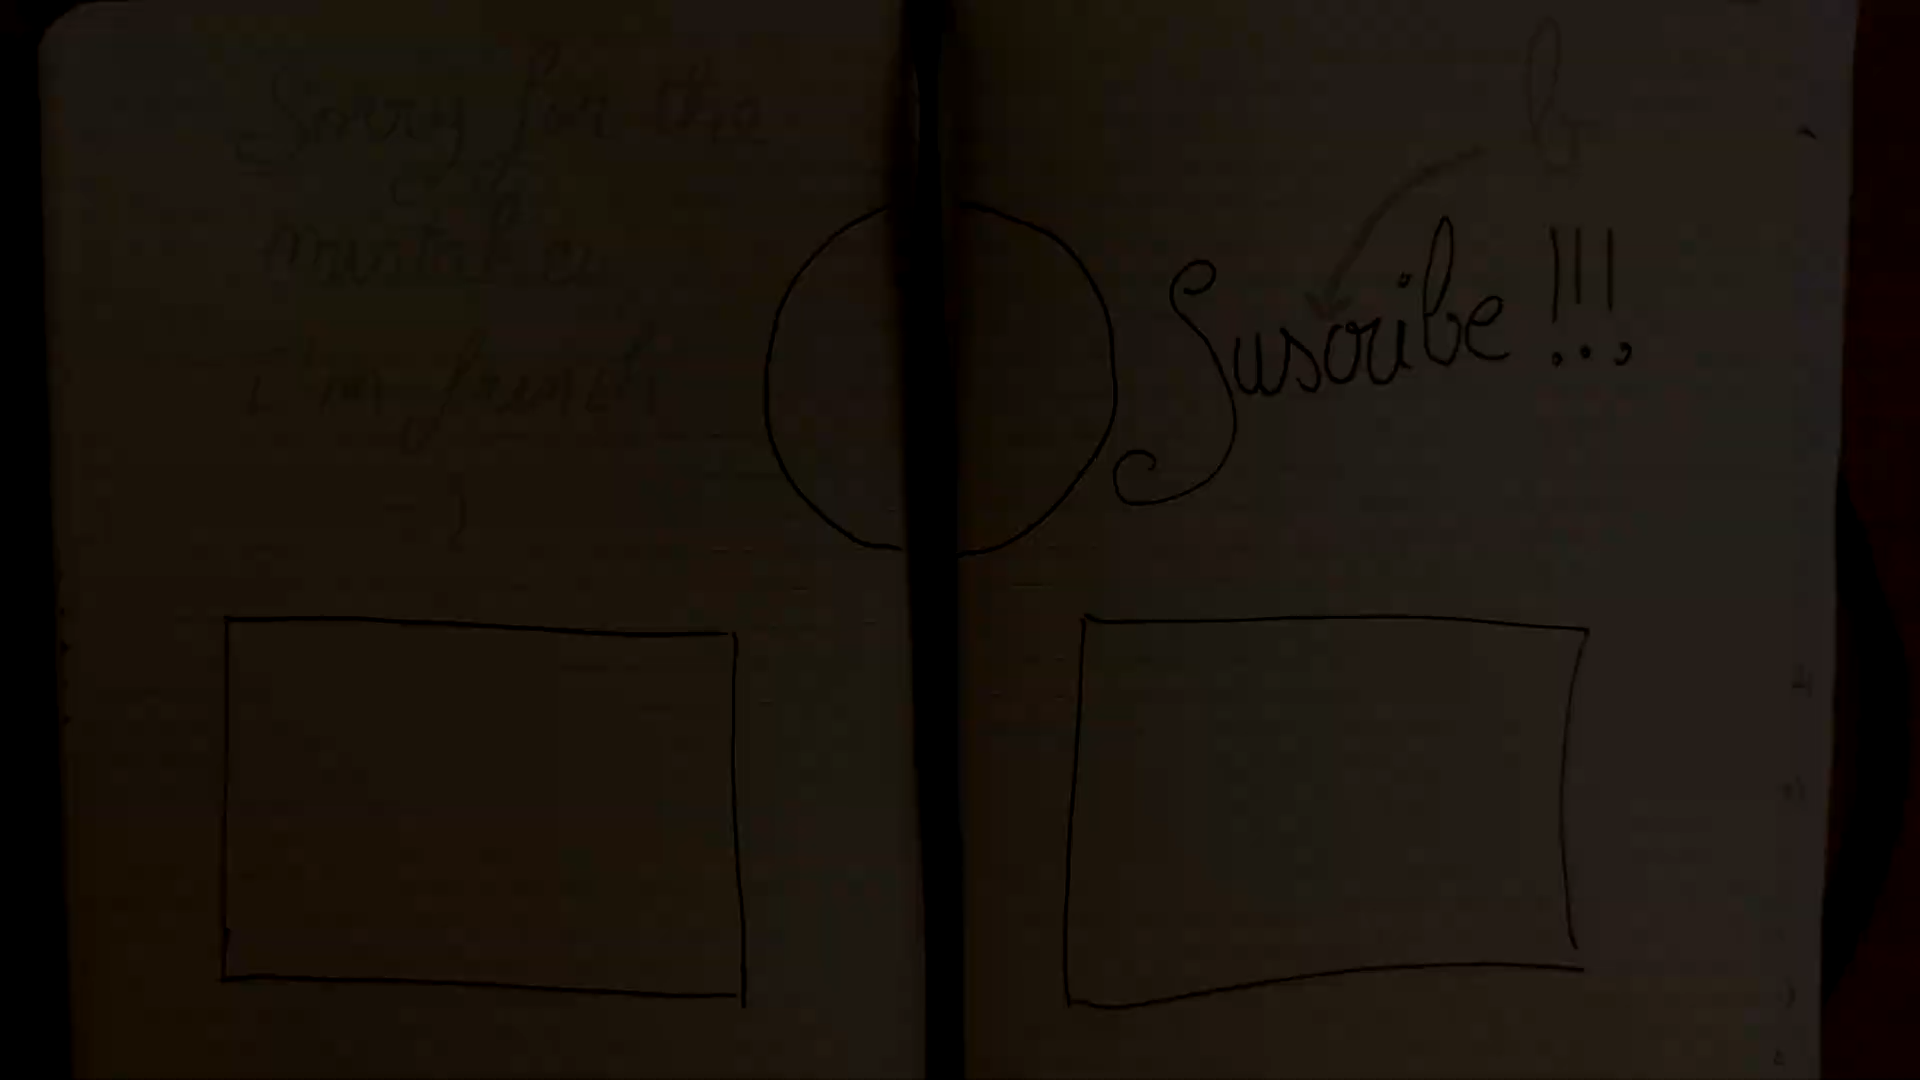 Sorry for the
mistake
I'm french
b
Suscribe !!!